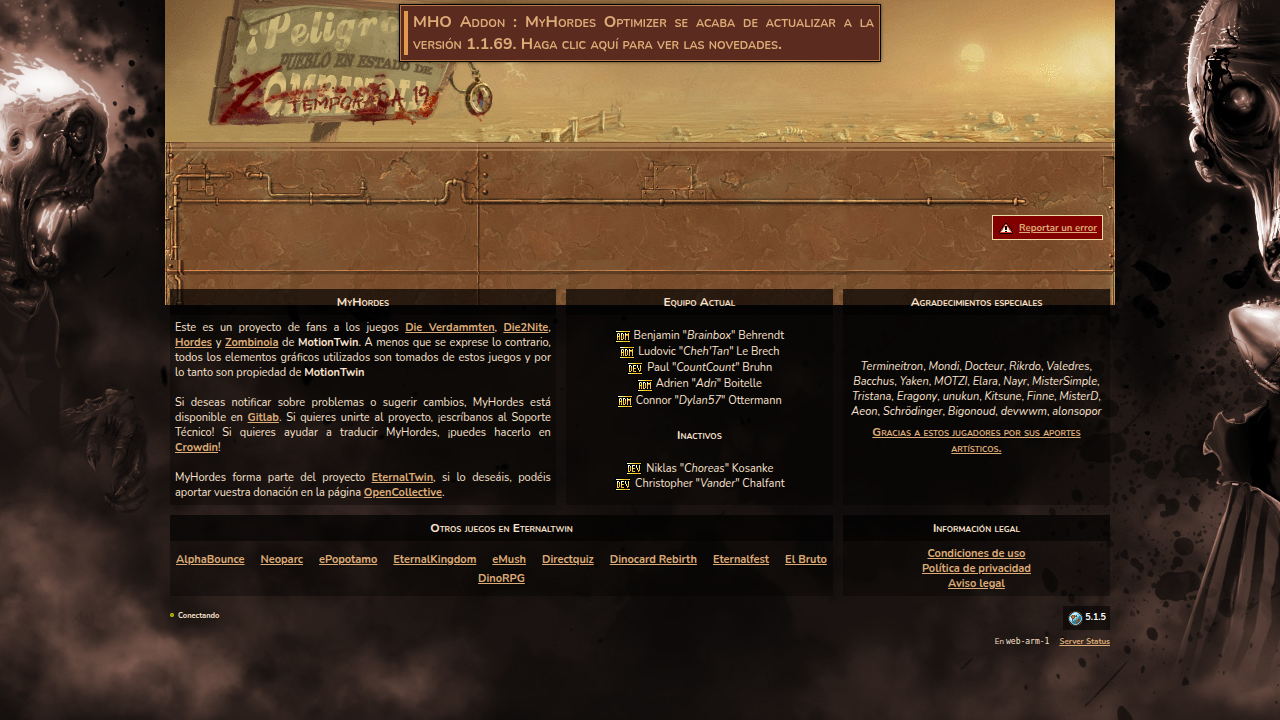 MHO Addon : MyHordes Optimizer se acaba de actualizar a la
versión 1.1.69. Haga clic aquí para ver las novedades.
¡Peligro
PUEBLO EN ESTADO DE
ZOMBINOIA
TEMPORADA 19
Reportar un error
MyHordes
Este es un proyecto de fans a los juegos Die Verdammten, Die2Nite,
Hordes y Zombinoia de MotionTwin. A menos que se exprese lo contrario,
todos los elementos gráficos utilizados son tomados de estos juegos y por
lo tanto son propiedad de MotionTwin
Si deseas notificar sobre problemas o sugerir cambios, MyHordes está
disponible en Gitlab. Si quieres unirte al proyecto, ¡escríbanos al Soporte
Técnico! Si quieres ayudar a traducir MyHordes, ¡puedes hacerlo en
Crowdin!
MyHordes forma parte del proyecto EternalTwin, si lo deseáis, podéis
aportar vuestra donación en la página OpenCollective.
Equipo Actual
ADM Benjamin "Brainbox" Behrendt
ADM Ludovic "Cheh'Tan" Le Brech
DEV Paul "CountCount" Bruhn
ADM Adrien "Adri" Boitelle
ADM Connor "Dylan57" Ottermann
Inactivos
DEV Niklas "Choreas" Kosanke
DEV Christopher "Vander" Chalfant
Agradecimientos especiales
Termineitron, Mondi, Docteur, Rikrdo, Valedres,
Bacchus, Yaken, MOTZI, Elara, Nayr, MisterSimple,
Tristana, Eragony, unukun, Kitsune, Finne, MisterD,
Aeon, Schrödinger, Bigonoud, devwwm, alonsopor
Gracias a estos jugadores por sus aportes
artísticos.
Otros juegos en Eternaltwin
AlphaBounce Neoparc ePopotamo EternalKingdom eMush Directquiz Dinocard Rebirth Eternalfest El Bruto
DinoRPG
Información legal
Condiciones de uso
Política de privacidad
Aviso legal
Conectando
5.1.5
En web-arm-1 Server Status